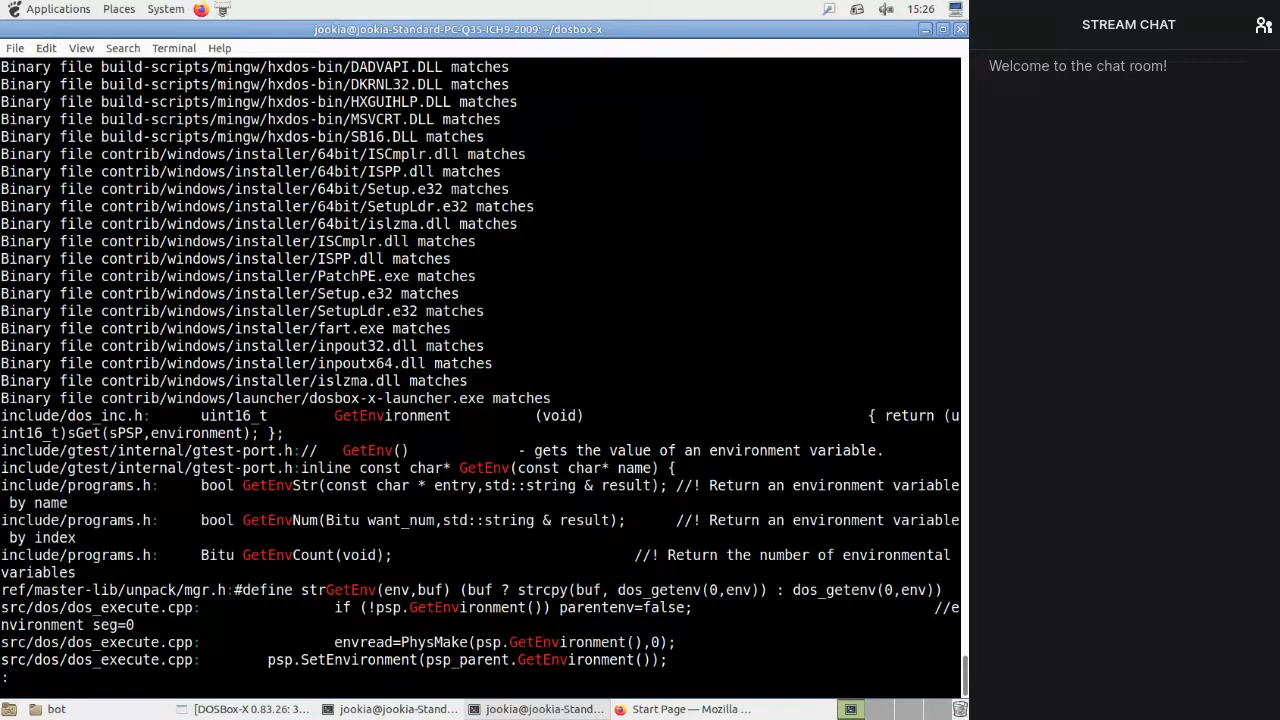 Applications Places System 15:26
STREAM CHAT
jookia@jookia-Standard-PC-Q35-ICH9-2009: ~/dosbox-x
File Edit View Search Terminal Help
Welcome to the chat room!
Binary file build-scripts/mingw/hxdos-bin/DADVAPI.DLL matches
Binary file build-scripts/mingw/hxdos-bin/DKRNL32.DLL matches
Binary file build-scripts/mingw/hxdos-bin/HXGUIHLP.DLL matches
Binary file build-scripts/mingw/hxdos-bin/MSVCRT.DLL matches
Binary file build-scripts/mingw/hxdos-bin/SB16.DLL matches
Binary file contrib/windows/installer/64bit/ISCmplr.dll matches
Binary file contrib/windows/installer/64bit/ISPP.dll matches
Binary file contrib/windows/installer/64bit/Setup.e32 matches
Binary file contrib/windows/installer/64bit/SetupLdr.e32 matches
Binary file contrib/windows/installer/64bit/islzma.dll matches
Binary file contrib/windows/installer/ISCmplr.dll matches
Binary file contrib/windows/installer/ISPP.dll matches
Binary file contrib/windows/installer/PatchPE.exe matches
Binary file contrib/windows/installer/Setup.e32 matches
Binary file contrib/windows/installer/SetupLdr.e32 matches
Binary file contrib/windows/installer/fart.exe matches
Binary file contrib/windows/installer/inpout32.dll matches
Binary file contrib/windows/installer/inpoutx64.dll matches
Binary file contrib/windows/installer/islzma.dll matches
Binary file contrib/windows/launcher/dosbox-x-launcher.exe matches
include/dos_inc.h: uint16_t GetEnvironment (void) { return (u
int16_t)sGet(sPSP,environment); };
include/gtest/internal/gtest-port.h:// GetEnv() - gets the value of an environment variable.
include/gtest/internal/gtest-port.h:inline const char* GetEnv(const char* name) {
include/programs.h: bool GetEnvStr(const char * entry,std::string & result); //! Return an environment variable
by name
include/programs.h: bool GetEnvNum(Bitu want_num,std::string & result); //! Return an environment variable
by index
include/programs.h: Bitu GetEnvCount(void); //! Return the number of environmental
variables
ref/master-lib/unpack/mgr.h:#define strGetEnv(env,buf) (buf ? strcpy(buf, dos_getenv(0,env)) : dos_getenv(0,env))
src/dos/dos_execute.cpp: if (!psp.GetEnvironment()) parentenv=false; //e
nvironment seg=0
src/dos/dos_execute.cpp: envread=PhysMake(psp.GetEnvironment(),0);
src/dos/dos_execute.cpp: psp.SetEnvironment(psp_parent.GetEnvironment());
:
bot [DOSBox-X 0.83.26: 3... jookia@jookia-Stand... jookia@jookia-Stand... Start Page — Mozilla ...